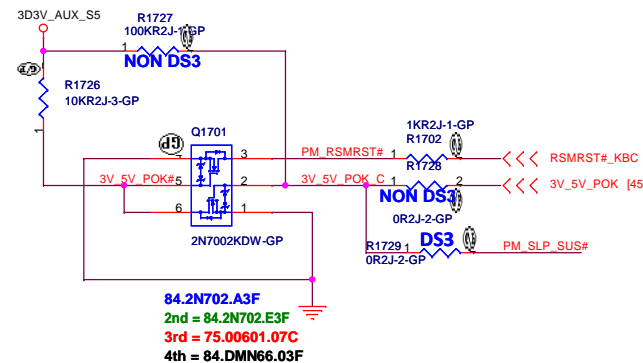 3D3V_AUX_S5
R1727
100KR2J-1-GP
1
NON DS3
R1726
10KR2J-3-GP
1
Q1701
GP
3
PM_RSMRST#
1KR2J-1-GP
R1702
1
RSMRST#_KBC
3V_5V_POK#
5
2
3V_5V_POK_C
R1728
1
2
3V_5V_POK [45
NON DS3
0R2J-2-GP
6
1
2N7002KDW-GP
R1729
1
DS3
0R2J-2-GP
PM_SLP_SUS#
84.2N702.A3F
2nd = 84.2N702.E3F
3rd = 75.00601.07C
4th = 84.DMN66.03F